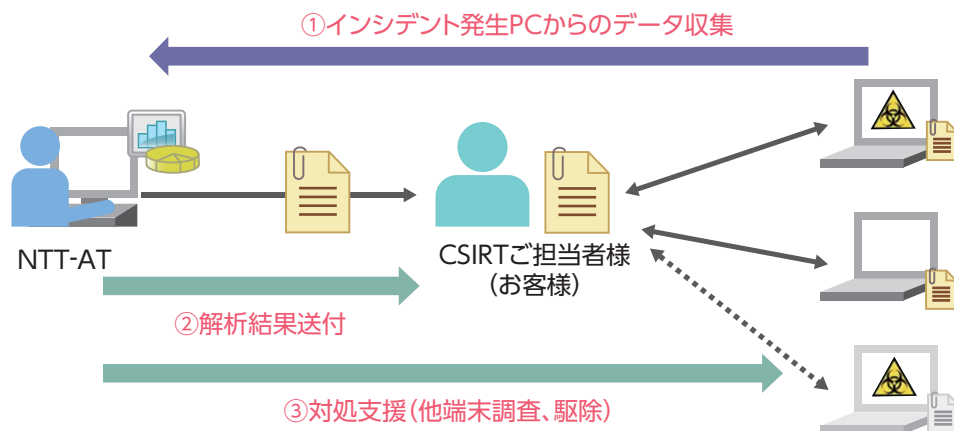 ①インシデント発生PCからのデータ収集
NTT-AT
CSIRTご担当者様
(お客様)
②解析結果送付
③対処支援(他端末調査、駆除)